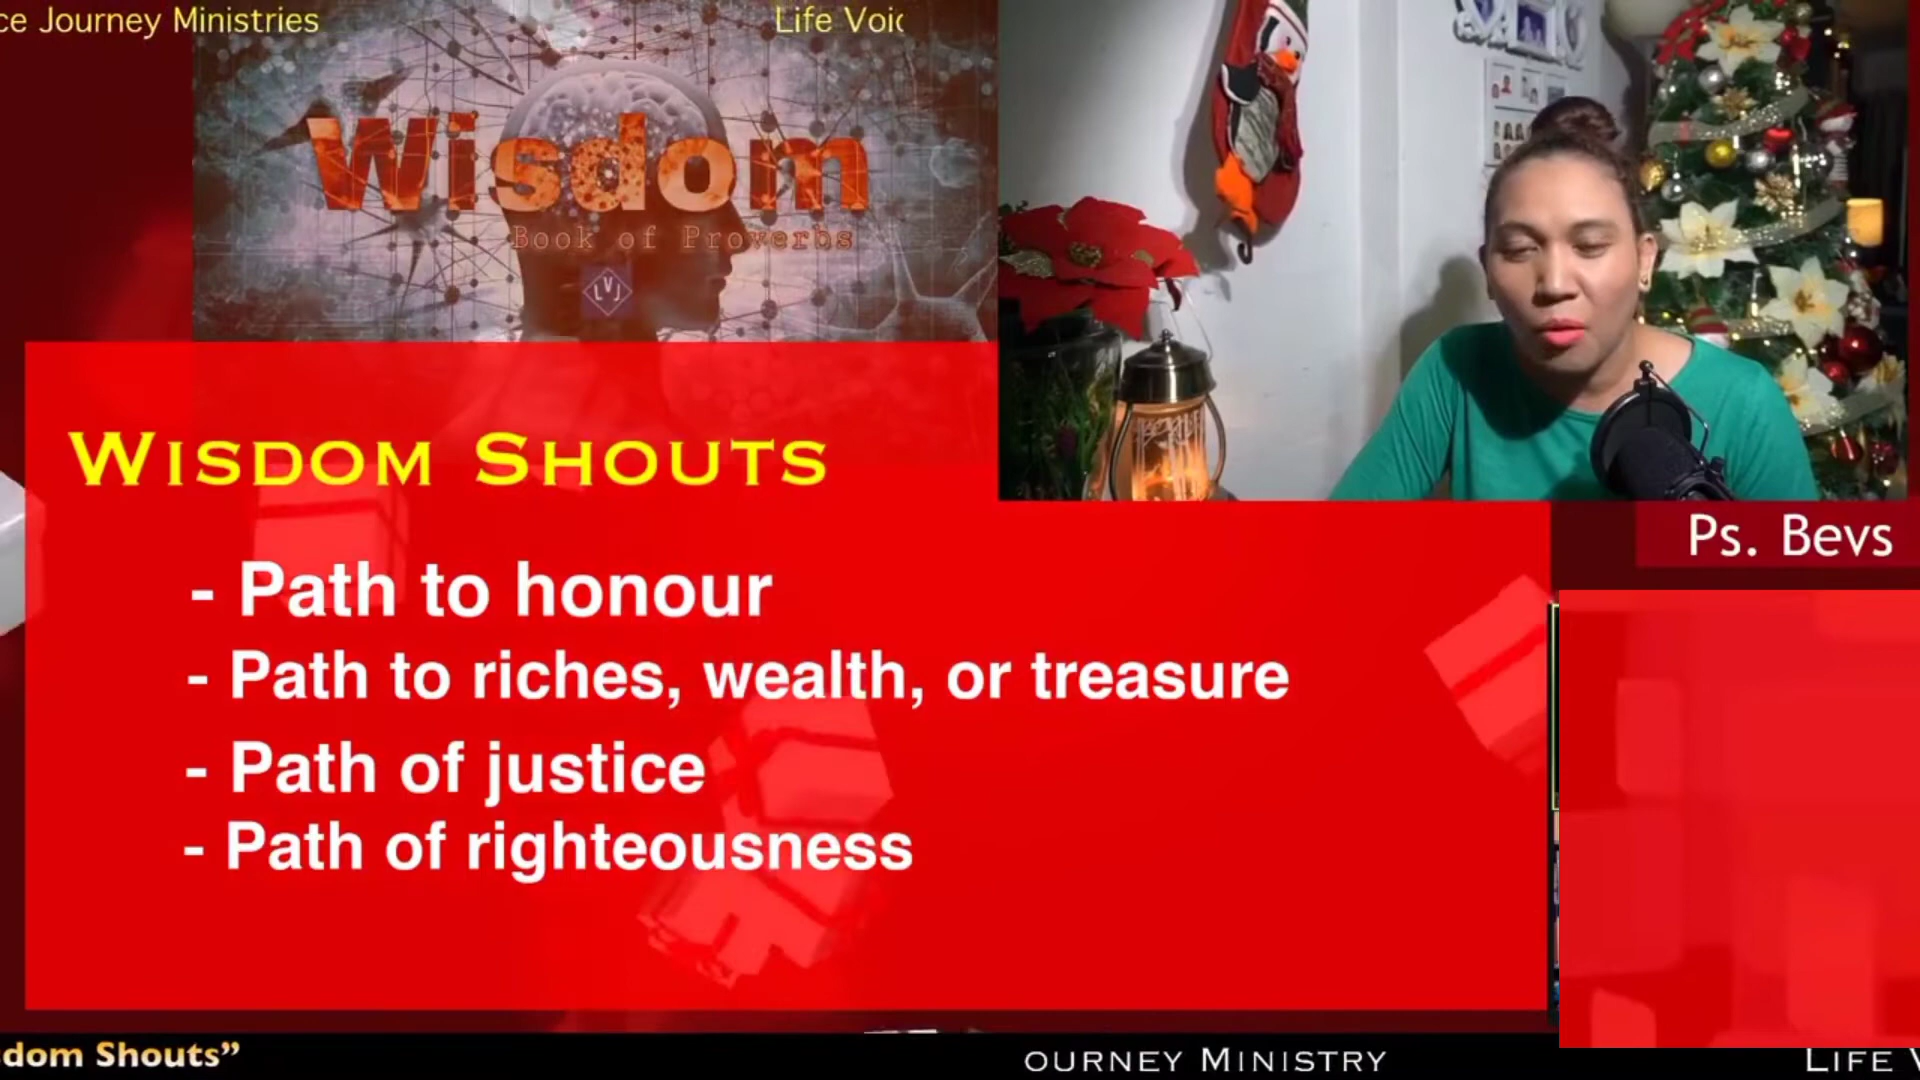 ce Journey Ministries
Life Voic
Wisdom
Book of Proverbs
LVJ
WISDOM SHOUTS
- Path to honour
- Path to riches, wealth, or treasure
- Path of justice
- Path of righteousness
Ps. Bevs
dom Shouts”
OURNEY MINISTRY
LIFE V